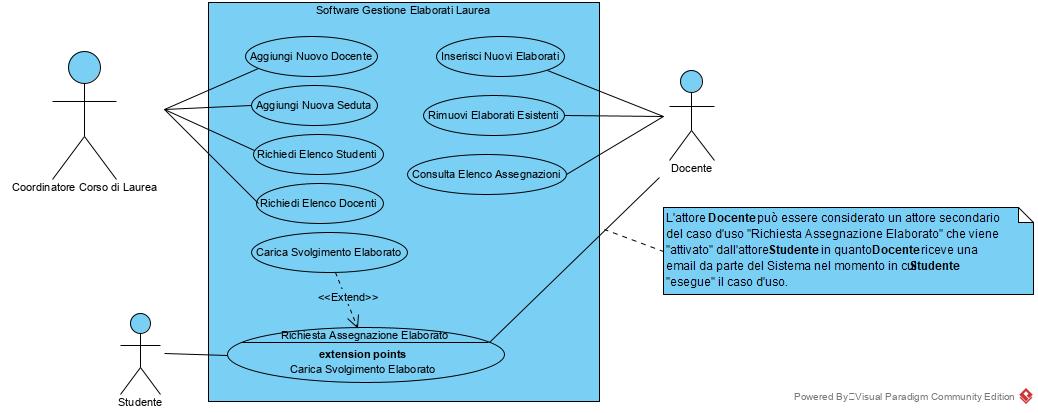 Software Gestione Elaborati Laurea
Aggiungi Nuovo Docente
Aggiungi Nuova Seduta
Richiedi Elenco Studenti
Richiedi Elenco Docenti
Carica Svolgimento Elaborato
<<Extend>>
Richiesta Assegnazione Elaborato
extension points
Carica Svolgimento Elaborato
Inserisci Nuovi Elaborati
Rimuovi Elaborati Esistenti
Consulta Elenco Assegnazioni
Coordinatore Corso di Laurea
Studente
Docente
L'attore Docente può essere considerato un attore secondario
del caso d'uso "Richiesta Assegnazione Elaborato" che viene
"attivato" dall'attore Studente in quanto Docente riceve una
email da parte del Sistema nel momento in cui Studente
"esegue" il caso d'uso.
Powered By Visual Paradigm Community Edition